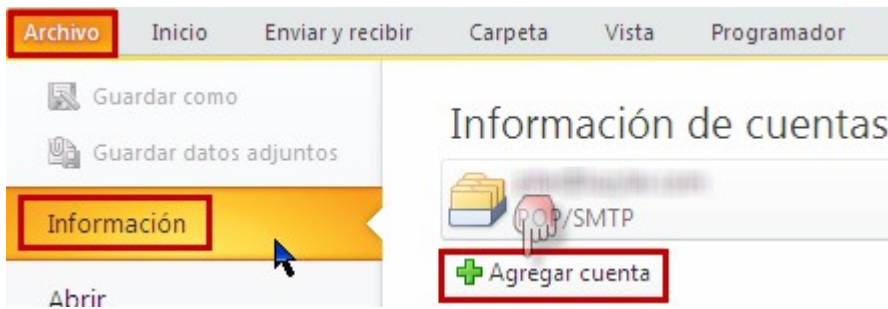 Archivo Inicio Enviar y recibir Carpeta Vista Programador
Guardar como
Guardar datos adjuntos
Información
Abrir
Información de cuentas
POP/SMTP
Agregar cuenta